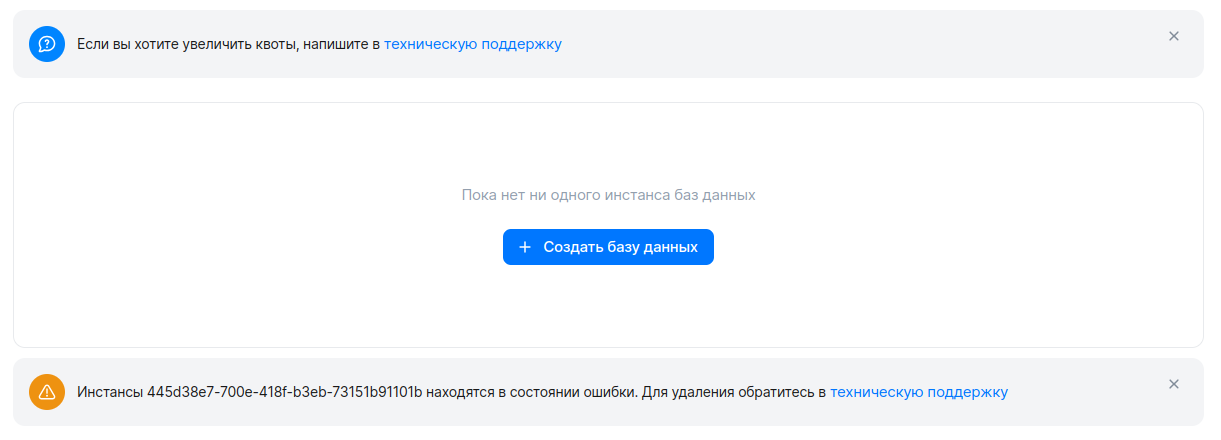 Если вы хотите увеличить квоты, напишите в техническую поддержку
Пока нет ни одного инстанса баз данных
Создать базу данных
Инстансы 445d38e7-700e-418f-b3eb-73151b91101b находятся в состоянии ошибки. Для удаления обратитесь в техническую поддержку